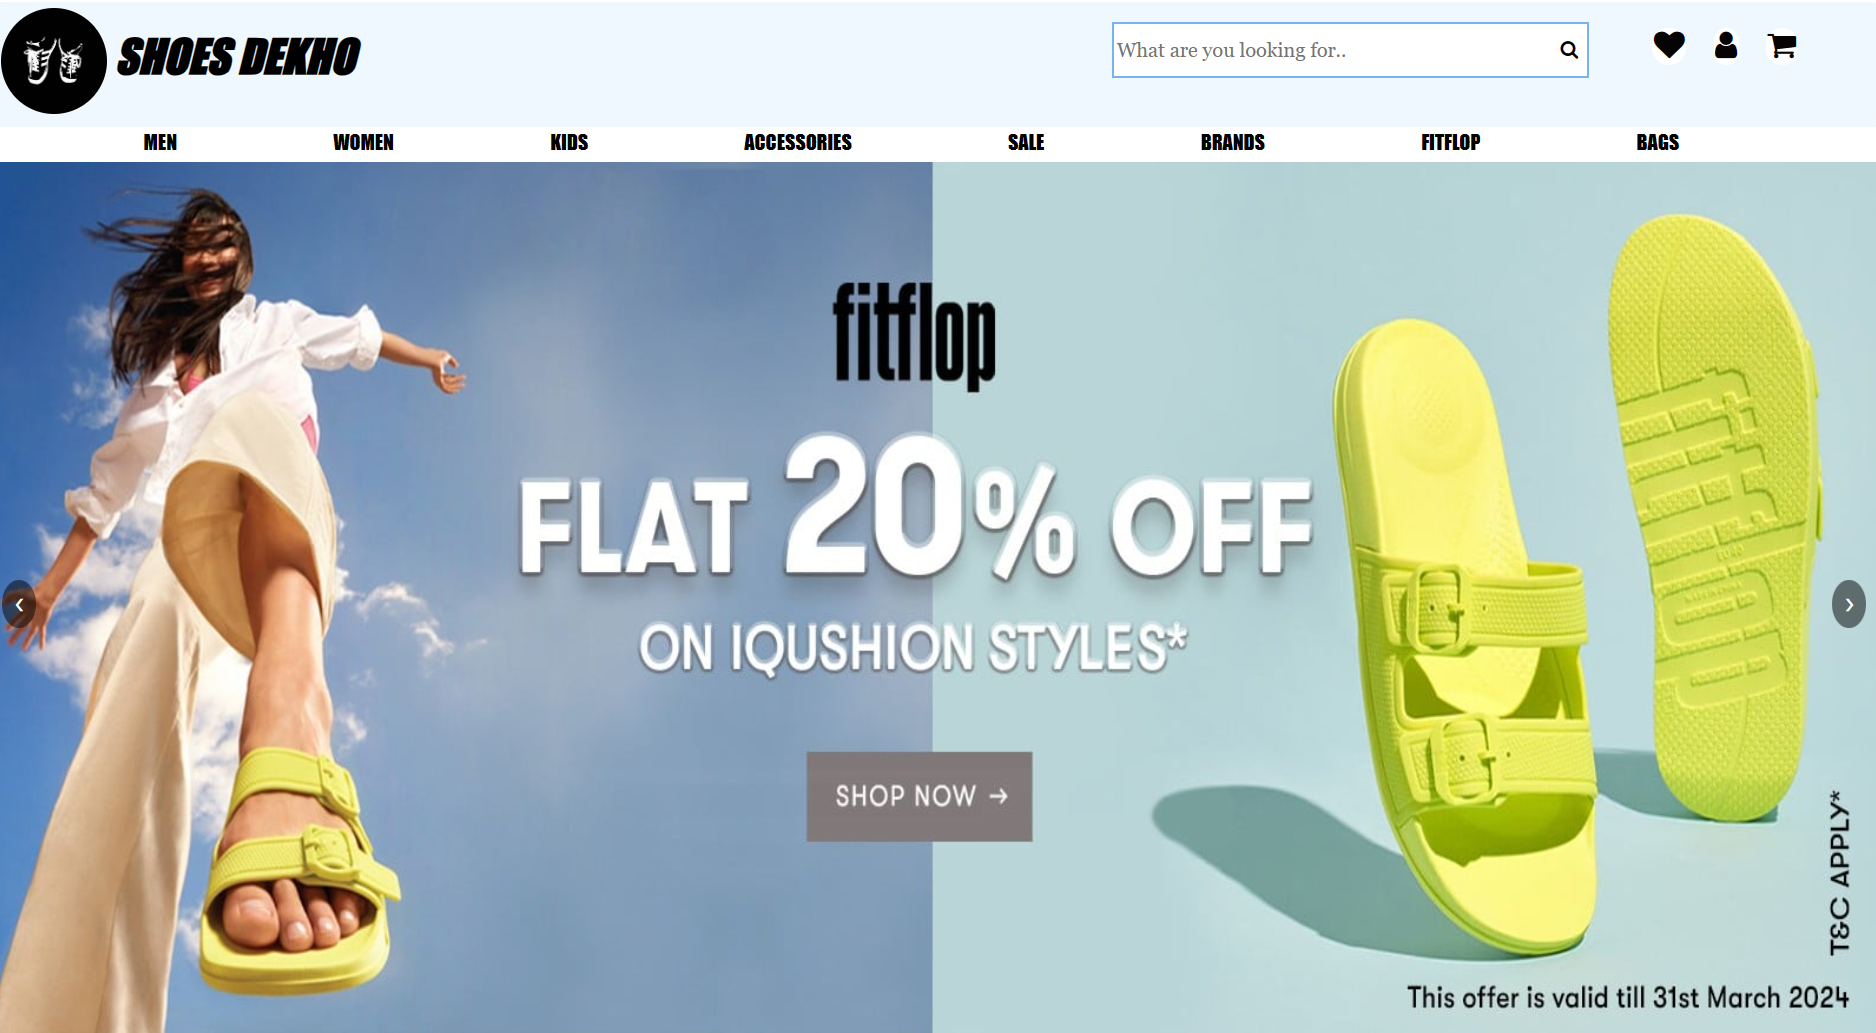 SHOES DEKHO
What are you looking for..
MEN WOMEN KIDS ACCESSORIES SALE BRANDS FITFLOP BAGS
fitflop
FLAT 20% OFF
ON IQUSHION STYLES*
SHOP NOW →
fitflop
T&C APPLY*
This offer is valid till 31st March 2024